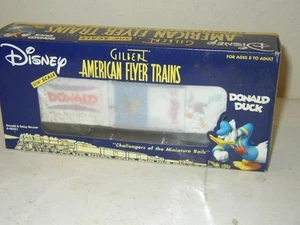 Disney
GILBERT
AMERICAN FLYER TRAINS
FOR AGES 8 TO ADULT
DONALD
DONALD
DUCK
"Challengers of the Miniature Rails"